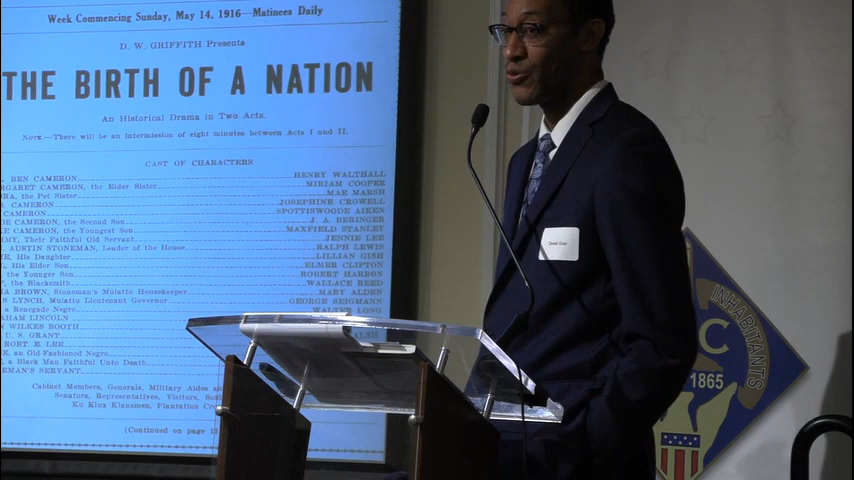 Week Commencing Sunday, May 14, 1916—Matinees Daily
D. W. GRIFFITH Presents
THE BIRTH OF A NATION
An Historical Drama in Two Acts.
NOTE.—There will be an intermission of eight minutes between Acts I and II.
CAST OF CHARACTERS
BEN CAMERON HENRY WALTHALL
CAMERON, the Elder Sister MIRIAM COOPER
the Pet Sister MAE MARSH
CAMERON JOSEPHINE CROWELL
CAMERON SPOTTISWOODE AIKEN
CAMERON, the Second Son J. A. BERINGER
CAMERON, the Youngest Son MAXFIELD STANLEY
Their Faithful Old Servant JENNIE LEE
AUSTIN STONEMAN, Leader of the House RALPH LEWIS
His Daughter LILLIAN GISH
His Elder Son ELMER CLIFTON
the Younger Son ROBERT HARRON
the Blacksmith WALLACE REED
BROWN, Stoneman's Mulatto Housekeeper MARY ALDEN
LYNCH, Mulatto Lieutenant Governor GEORGE SEIGMANN
a Renegade Negro WALTER LONG
LINCOLN
WILKES BOOTH
U. S. GRANT
ROBT. E. LEE
an Old-Fashioned Negro
a Black Man Faithful Unto Death
SERVANT
Cabinet Members, Generals, Military Aides
Senators, Representatives, Visitors,
Ku Klux Klansmen, Plantation
(Continued on page
INHABITANTS
C
1865